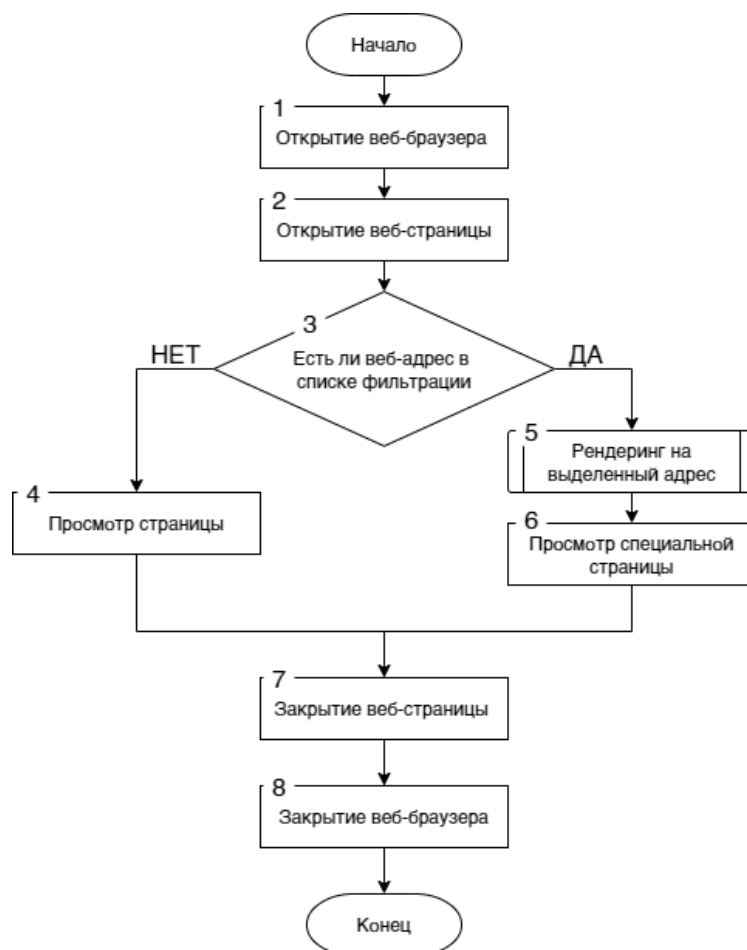 Начало
1
Открытие веб-браузера
2
Открытие веб-страницы
3
Есть ли веб-адрес в
списке фильтрации
НЕТ
ДА
5
Рендеринг на
выделенный адрес
4
Просмотр страницы
6
Просмотр специальной
страницы
7
Закрытие веб-страницы
8
Закрытие веб-браузера
Конец